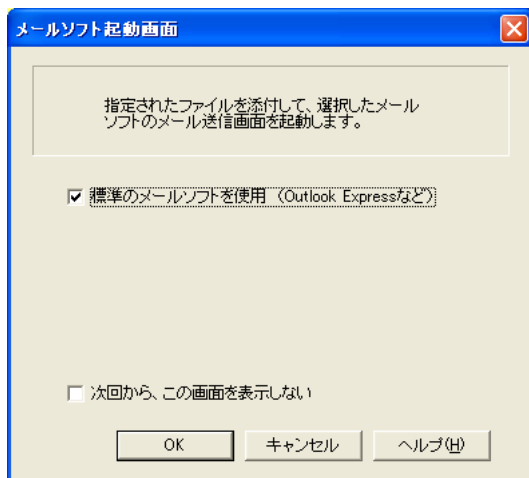 メールソフト起動画面
指定されたファイルを添付して、選択したメール
ソフトのメール送信画面を起動します。
標準のメールソフトを使用（Outlook Expressなど）
次回から、この画面を表示しない
OK キャンセル ヘルプ(H)